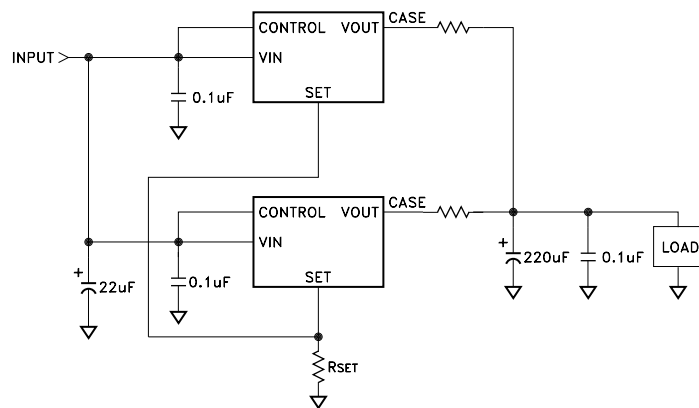 CONTROL VOUT CASE
INPUT VIN
0.1uF
SET
CONTROL VOUT CASE
VIN
SET
+ 22uF
0.1uF
+ 220uF
0.1uF
LOAD
RSET